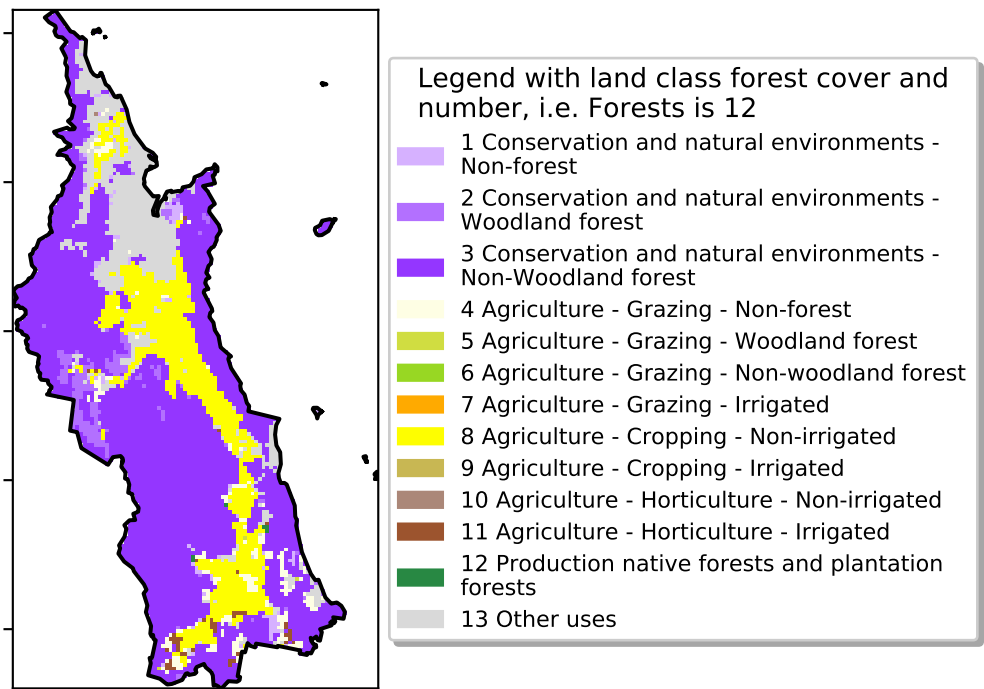 Legend with land class forest cover and
number, i.e. Forests is 12
1 Conservation and natural environments -
Non-forest
2 Conservation and natural environments -
Woodland forest
3 Conservation and natural environments -
Non-Woodland forest
4 Agriculture - Grazing - Non-forest
5 Agriculture - Grazing - Woodland forest
6 Agriculture - Grazing - Non-woodland forest
7 Agriculture - Grazing - Irrigated
8 Agriculture - Cropping - Non-irrigated
9 Agriculture - Cropping - Irrigated
10 Agriculture - Horticulture - Non-irrigated
11 Agriculture - Horticulture - Irrigated
12 Production native forests and plantation
forests
13 Other uses